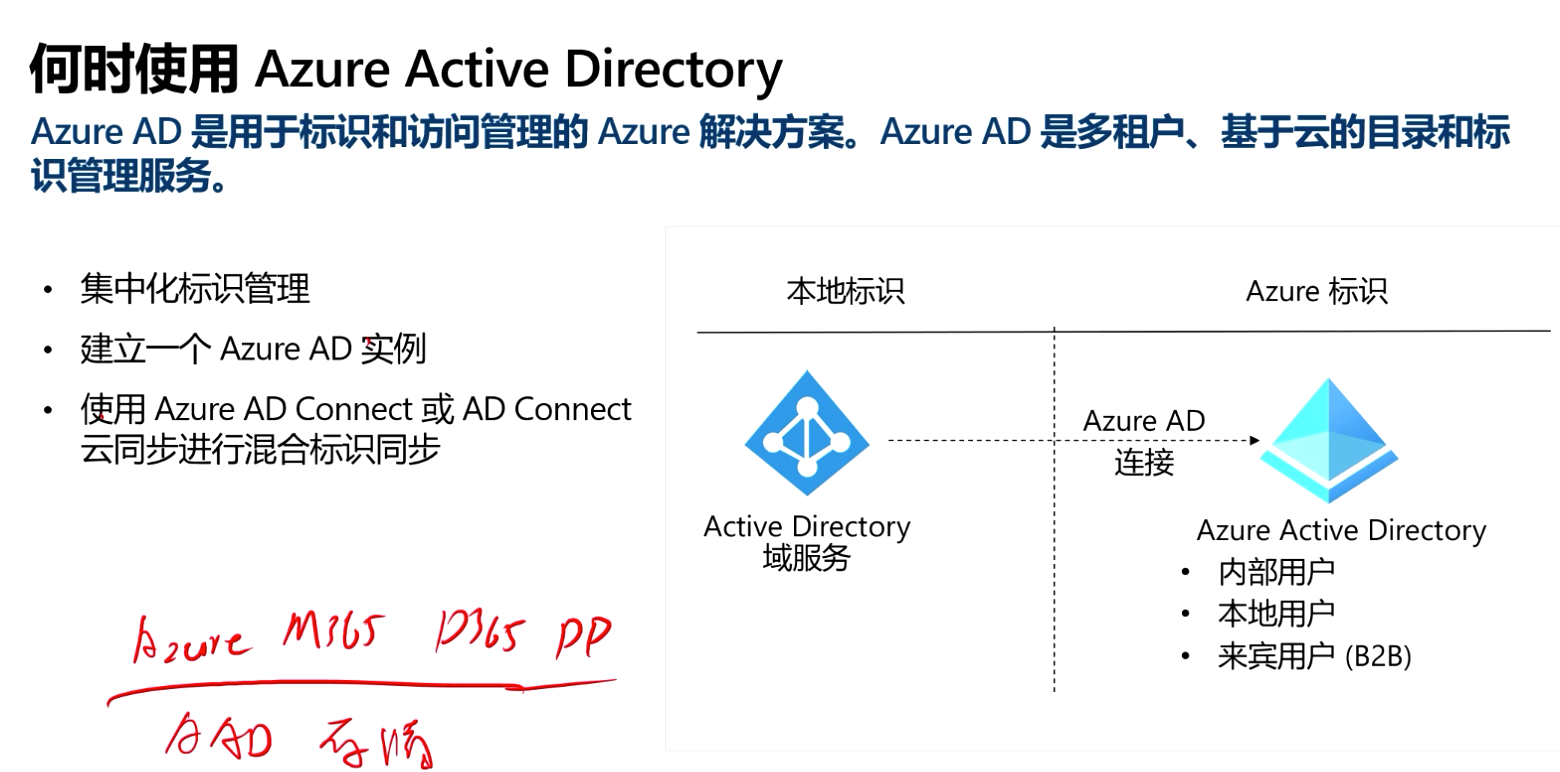 何时使用 Azure Active Directory
Azure AD 是用于标识和访问管理的 Azure 解决方案。Azure AD 是多租户、基于云的目录和标
识管理服务。
• 集中化标识管理
• 建立一个 Azure AD 实例
• 使用 Azure AD Connect 或 AD Connect
云同步进行混合标识同步
本地标识
Azure 标识
Azure AD
连接
Active Directory
域服务
Azure Active Directory
• 内部用户
• 本地用户
• 来宾用户 (B2B)
Azure M365 D365 PP
AAD 存储